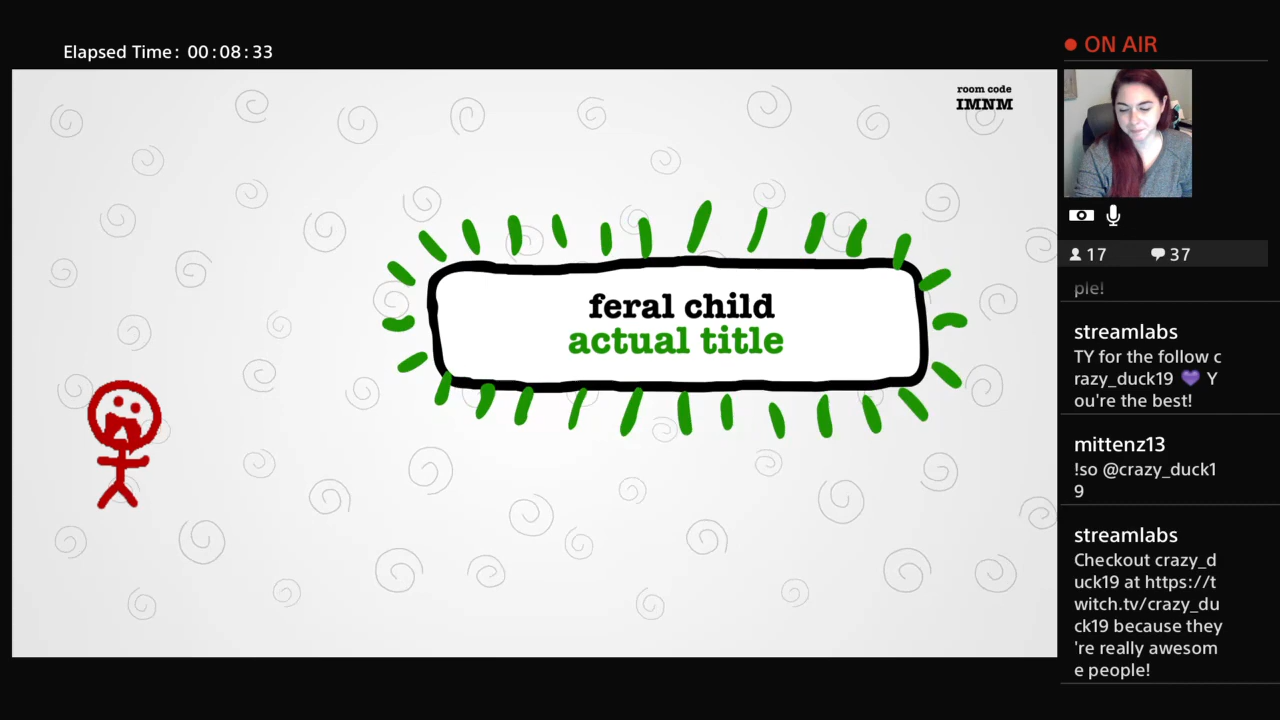 Elapsed Time: 00:08:33
ON AIR
room code
IMNM
feral child
actual title
17
37
ple!
streamlabs
TY for the follow c
razy_duck19 💜 Y
ou're the best!
mittenz13
!so @crazy_duck1
9
streamlabs
Checkout crazy_d
uck19 at https://t
witch.tv/crazy_du
ck19 because they
're really awesom
e people!